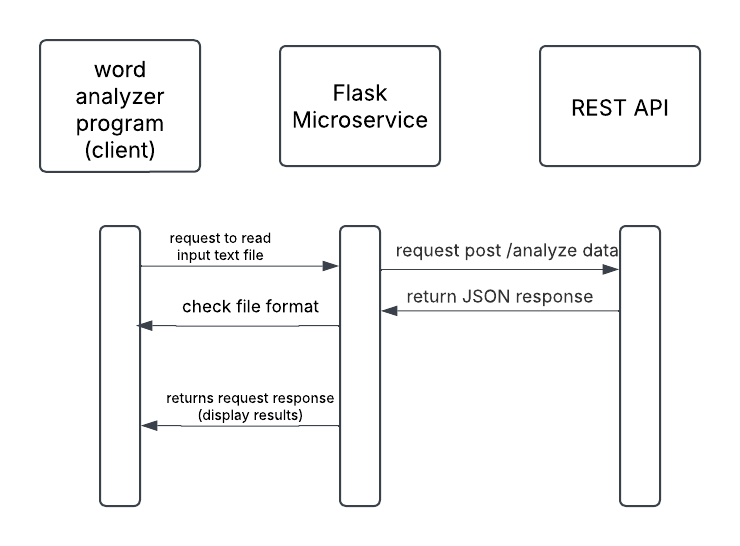 word
analyzer
program
(client)
Flask
Microservice
REST API
request to read
input text file
request post /analyze data
return JSON response
check file format
returns request response
(display results)